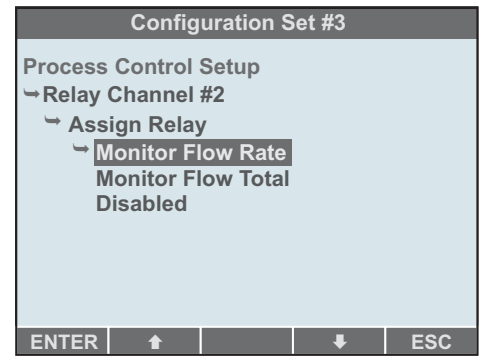 Configuration Set #3
Process Control Setup
Relay Channel #2
Assign Relay
Monitor Flow Rate
Monitor Flow Total
Disabled
ENTER ESC